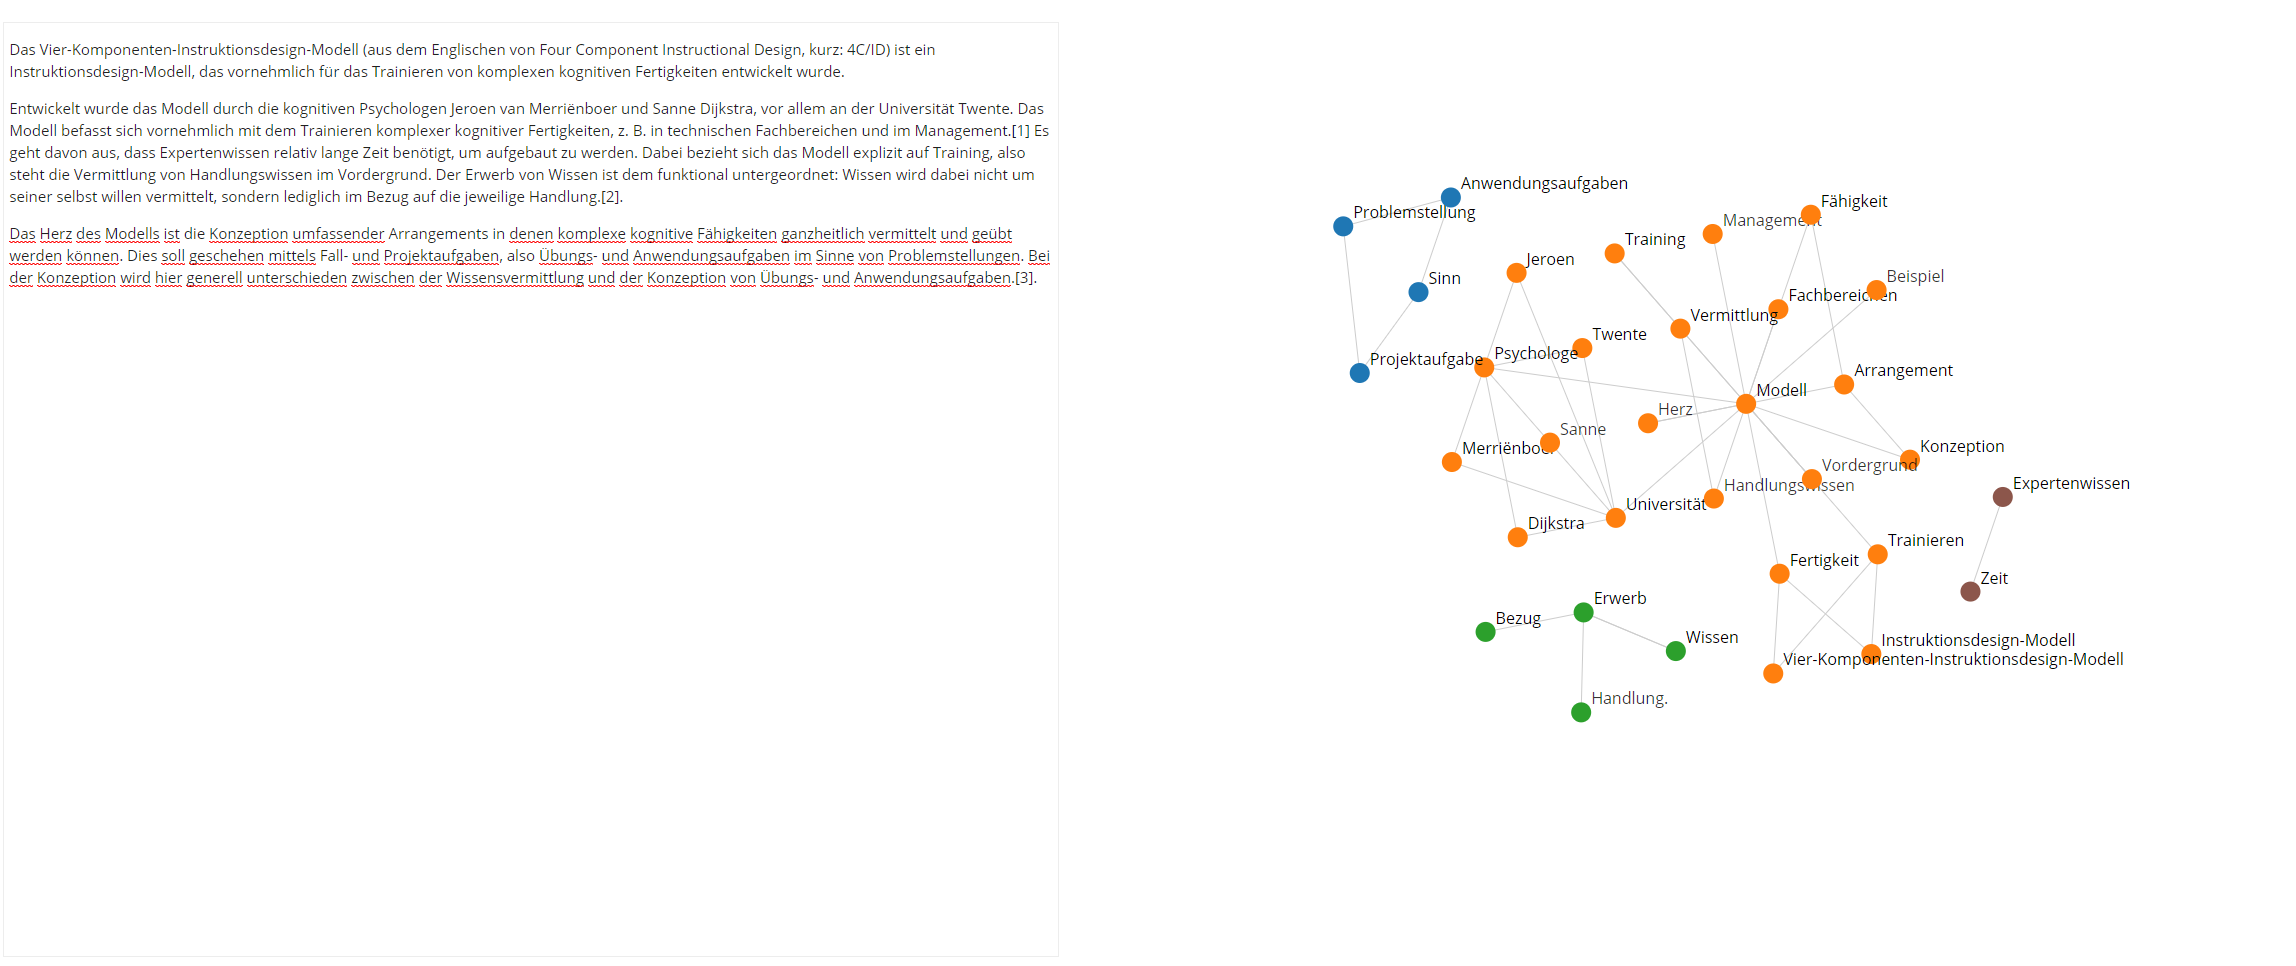 Das Vier-Komponenten-Instruktionsdesign-Modell (aus dem Englischen von Four Component Instructional Design, kurz: 4C/ID) ist ein
Instruktionsdesign-Modell, das vornehmlich für das Trainieren von komplexen kognitiven Fertigkeiten entwickelt wurde.
Entwickelt wurde das Modell durch die kognitiven Psychologen Jeroen van Merriënboer und Sanne Dijkstra, vor allem an der Universität Twente. Das
Modell befasst sich vornehmlich mit dem Trainieren komplexer kognitiver Fertigkeiten, z. B. in technischen Fachbereichen und im Management.[1] Es
geht davon aus, dass Expertenwissen relativ lange Zeit benötigt, um aufgebaut zu werden. Dabei bezieht sich das Modell explizit auf Training, also
steht die Vermittlung von Handlungswissen im Vordergrund. Der Erwerb von Wissen ist dem funktional untergeordnet: Wissen wird dabei nicht um
seiner selbst willen vermittelt, sondern lediglich im Bezug auf die jeweilige Handlung.[2].
Das Herz des Modells ist die Konzeption umfassender Arrangements in denen komplexe kognitive Fähigkeiten ganzheitlich vermittelt und geübt
werden können. Dies soll geschehen mittels Fall- und Projektaufgaben, also Übungs- und Anwendungsaufgaben im Sinne von Problemstellungen. Bei
der Konzeption wird hier generell unterschieden zwischen der Wissensvermittlung und der Konzeption von Übungs- und Anwendungsaufgaben.[3].
Anwendungsaufgaben
Fähigkeit
Problemstellung
Management
Training
Jeroen
Beispiel
Sinn
Fachbereichen
Vermittlung
Twente
Psychologe
Projektaufgabe
Arrangement
Modell
Herz
Sanne
Konzeption
Merriënboer
Vordergrund
Expertenwissen
Handlungswissen
Universität
Dijkstra
Trainieren
Fertigkeit
Zeit
Erwerb
Bezug
Wissen
Instruktionsdesign-Modell
Vier-Komponenten-Instruktionsdesign-Modell
Handlung.